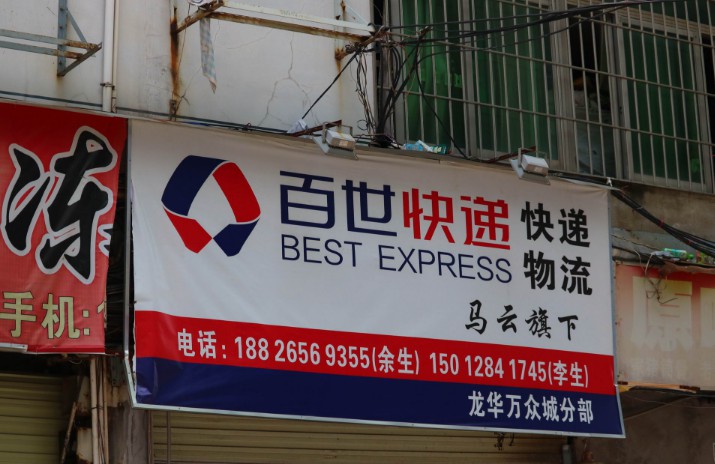 冻
手机:
百世快递
BEST EXPRESS
快递
物流
马云旗下
电话：188 2656 9355(余生) 150 1284 1745(李生)
龙华万众城分部